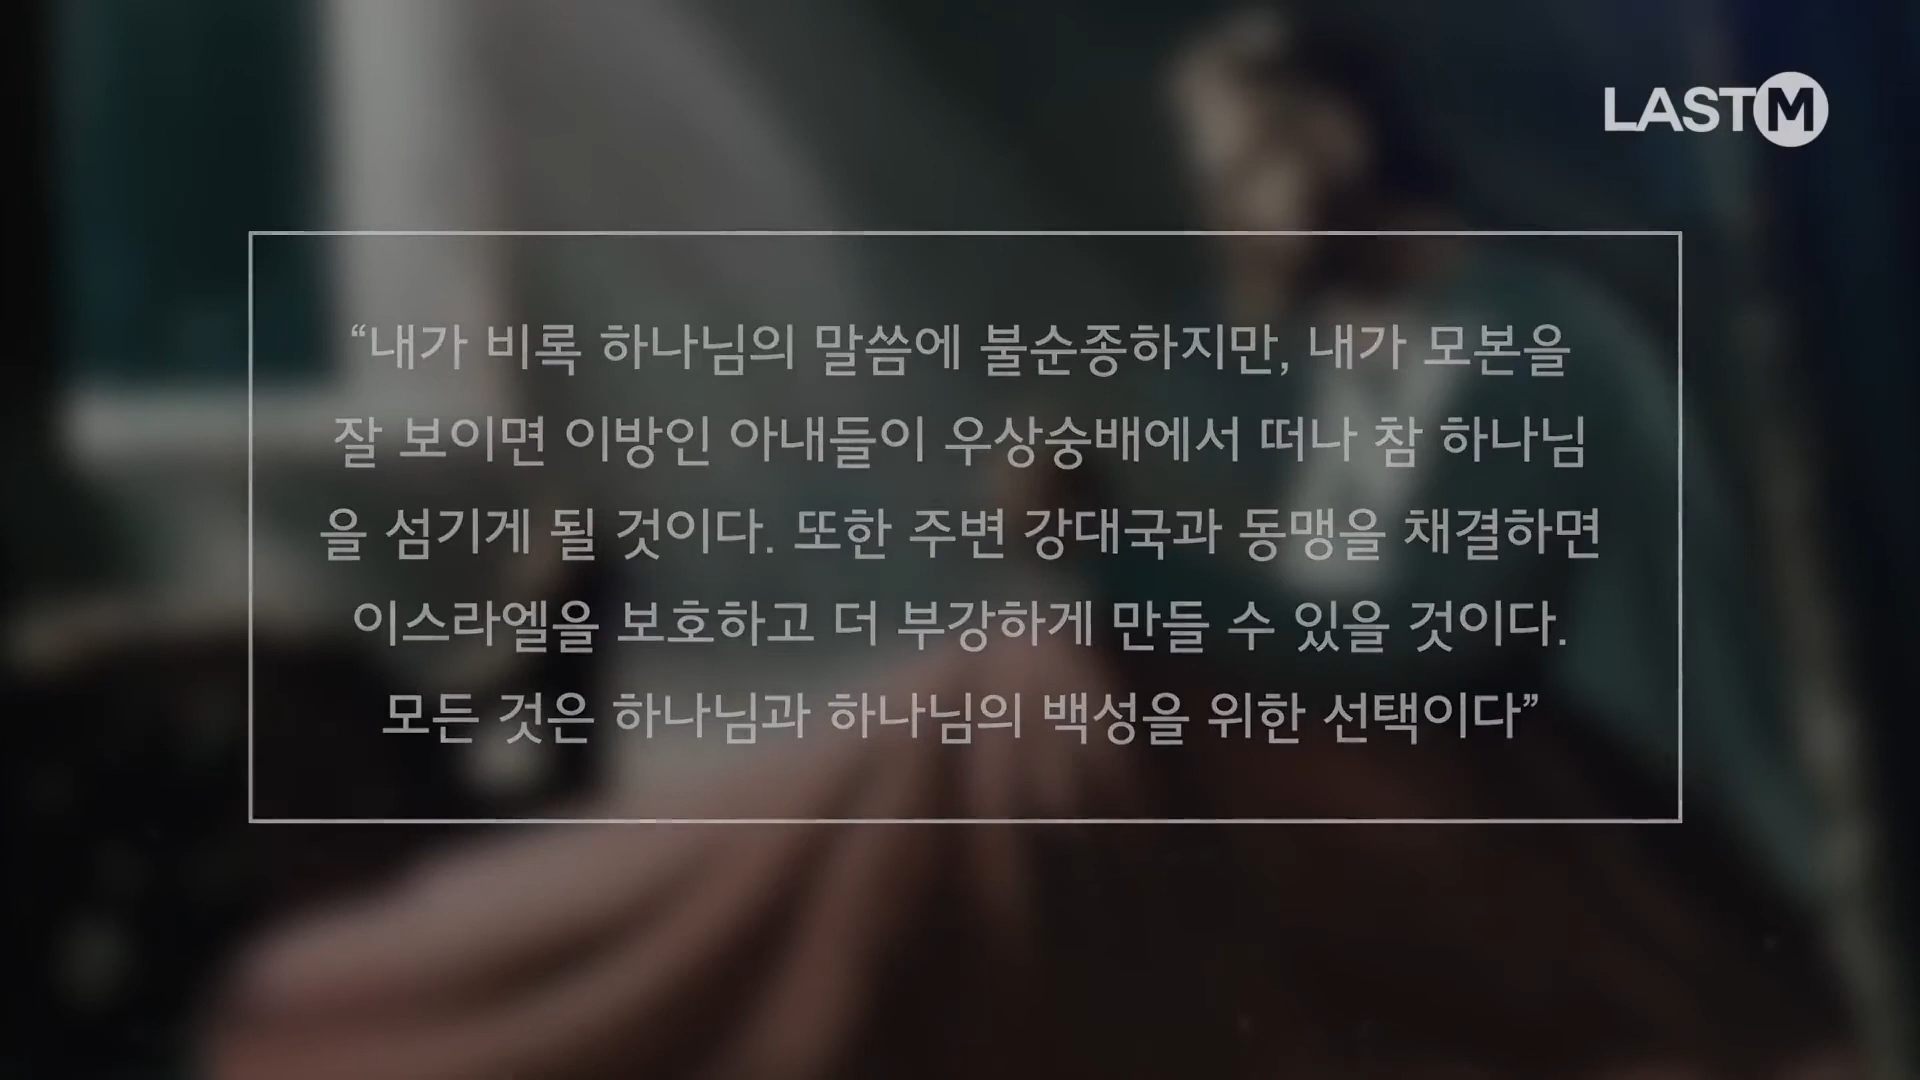 LASTM
“내가 비록 하나님의 말씀에 불순종하지만, 내가 모본을
잘 보이면 이방인 아내들이 우상숭배에서 떠나 참 하나님
을 섬기게 될 것이다. 또한 주변 강대국과 동맹을 채결하면
이스라엘을 보호하고 더 부강하게 만들 수 있을 것이다.
모든 것은 하나님과 하나님의 백성을 위한 선택이다”